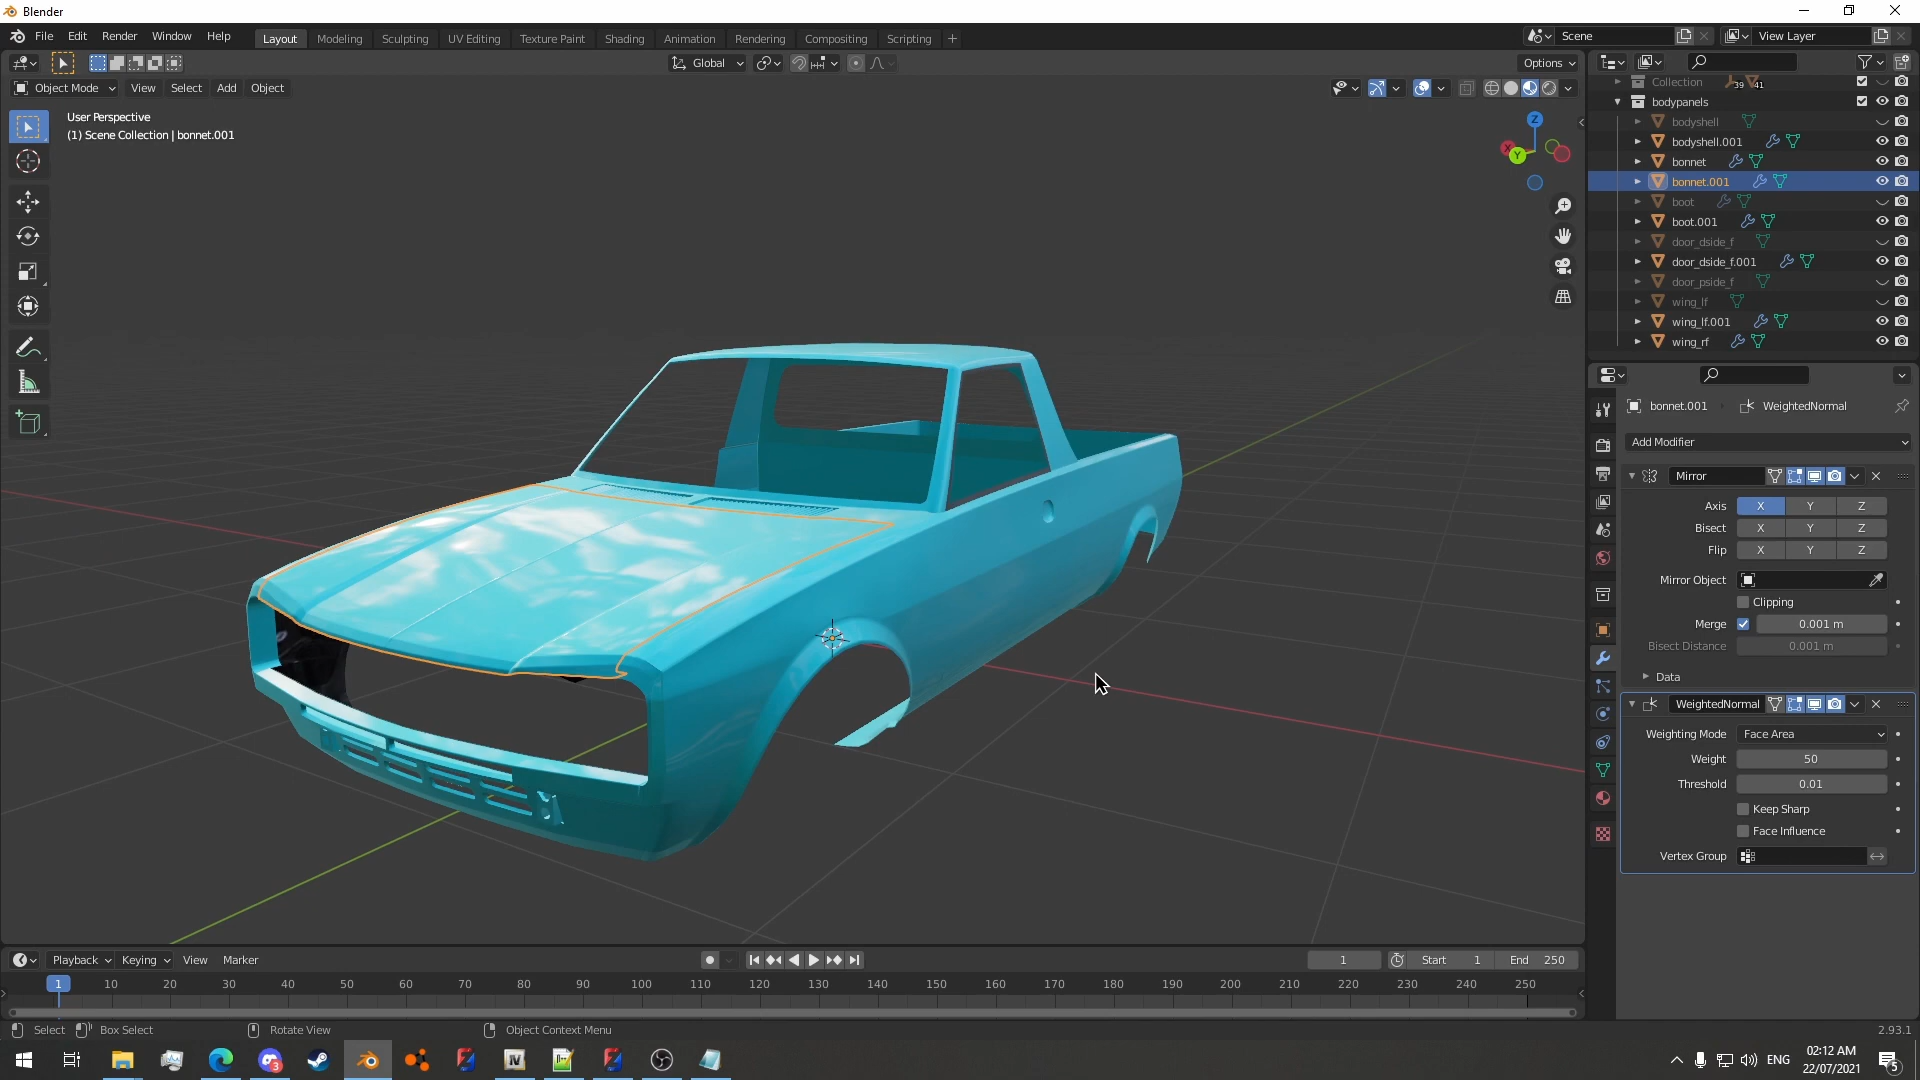 Blender
File Edit Render Window Help Layout Modeling Sculpting UV Editing Texture Paint Shading Animation Rendering Compositing Scripting + Scene View Layer
Global Options
Object Mode View Select Add Object
User Perspective
(1) Scene Collection | bonnet.001
Z
X
Y
Collection 39 41
bodypanels
bodyshell
bodyshell.001
bonnet
bonnet.001
boot
boot.001
door_dside_f
door_dside_f.001
door_pside_f
wing_lf
wing_lf.001
wing_rf
bonnet.001 WeightedNormal
Add Modifier
Mirror
Axis X Y Z
Bisect X Y Z
Flip X Y Z
Mirror Object
Clipping
Merge 0.001 m
Bisect Distance 0.001 m
Data
WeightedNormal
Weighting Mode Face Area
Weight 50
Threshold 0.01
Keep Sharp
Face Influence
Vertex Group
Playback Keying View Marker 1 Start 1 End 250
1 10 20 30 40 50 60 70 80 90 100 110 120 130 140 150 160 170 180 190 200 210 220 230 240 250
Select Box Select Rotate View Object Context Menu 2.93.1
3 IV ENG 02:12 AM
22/07/2021 5